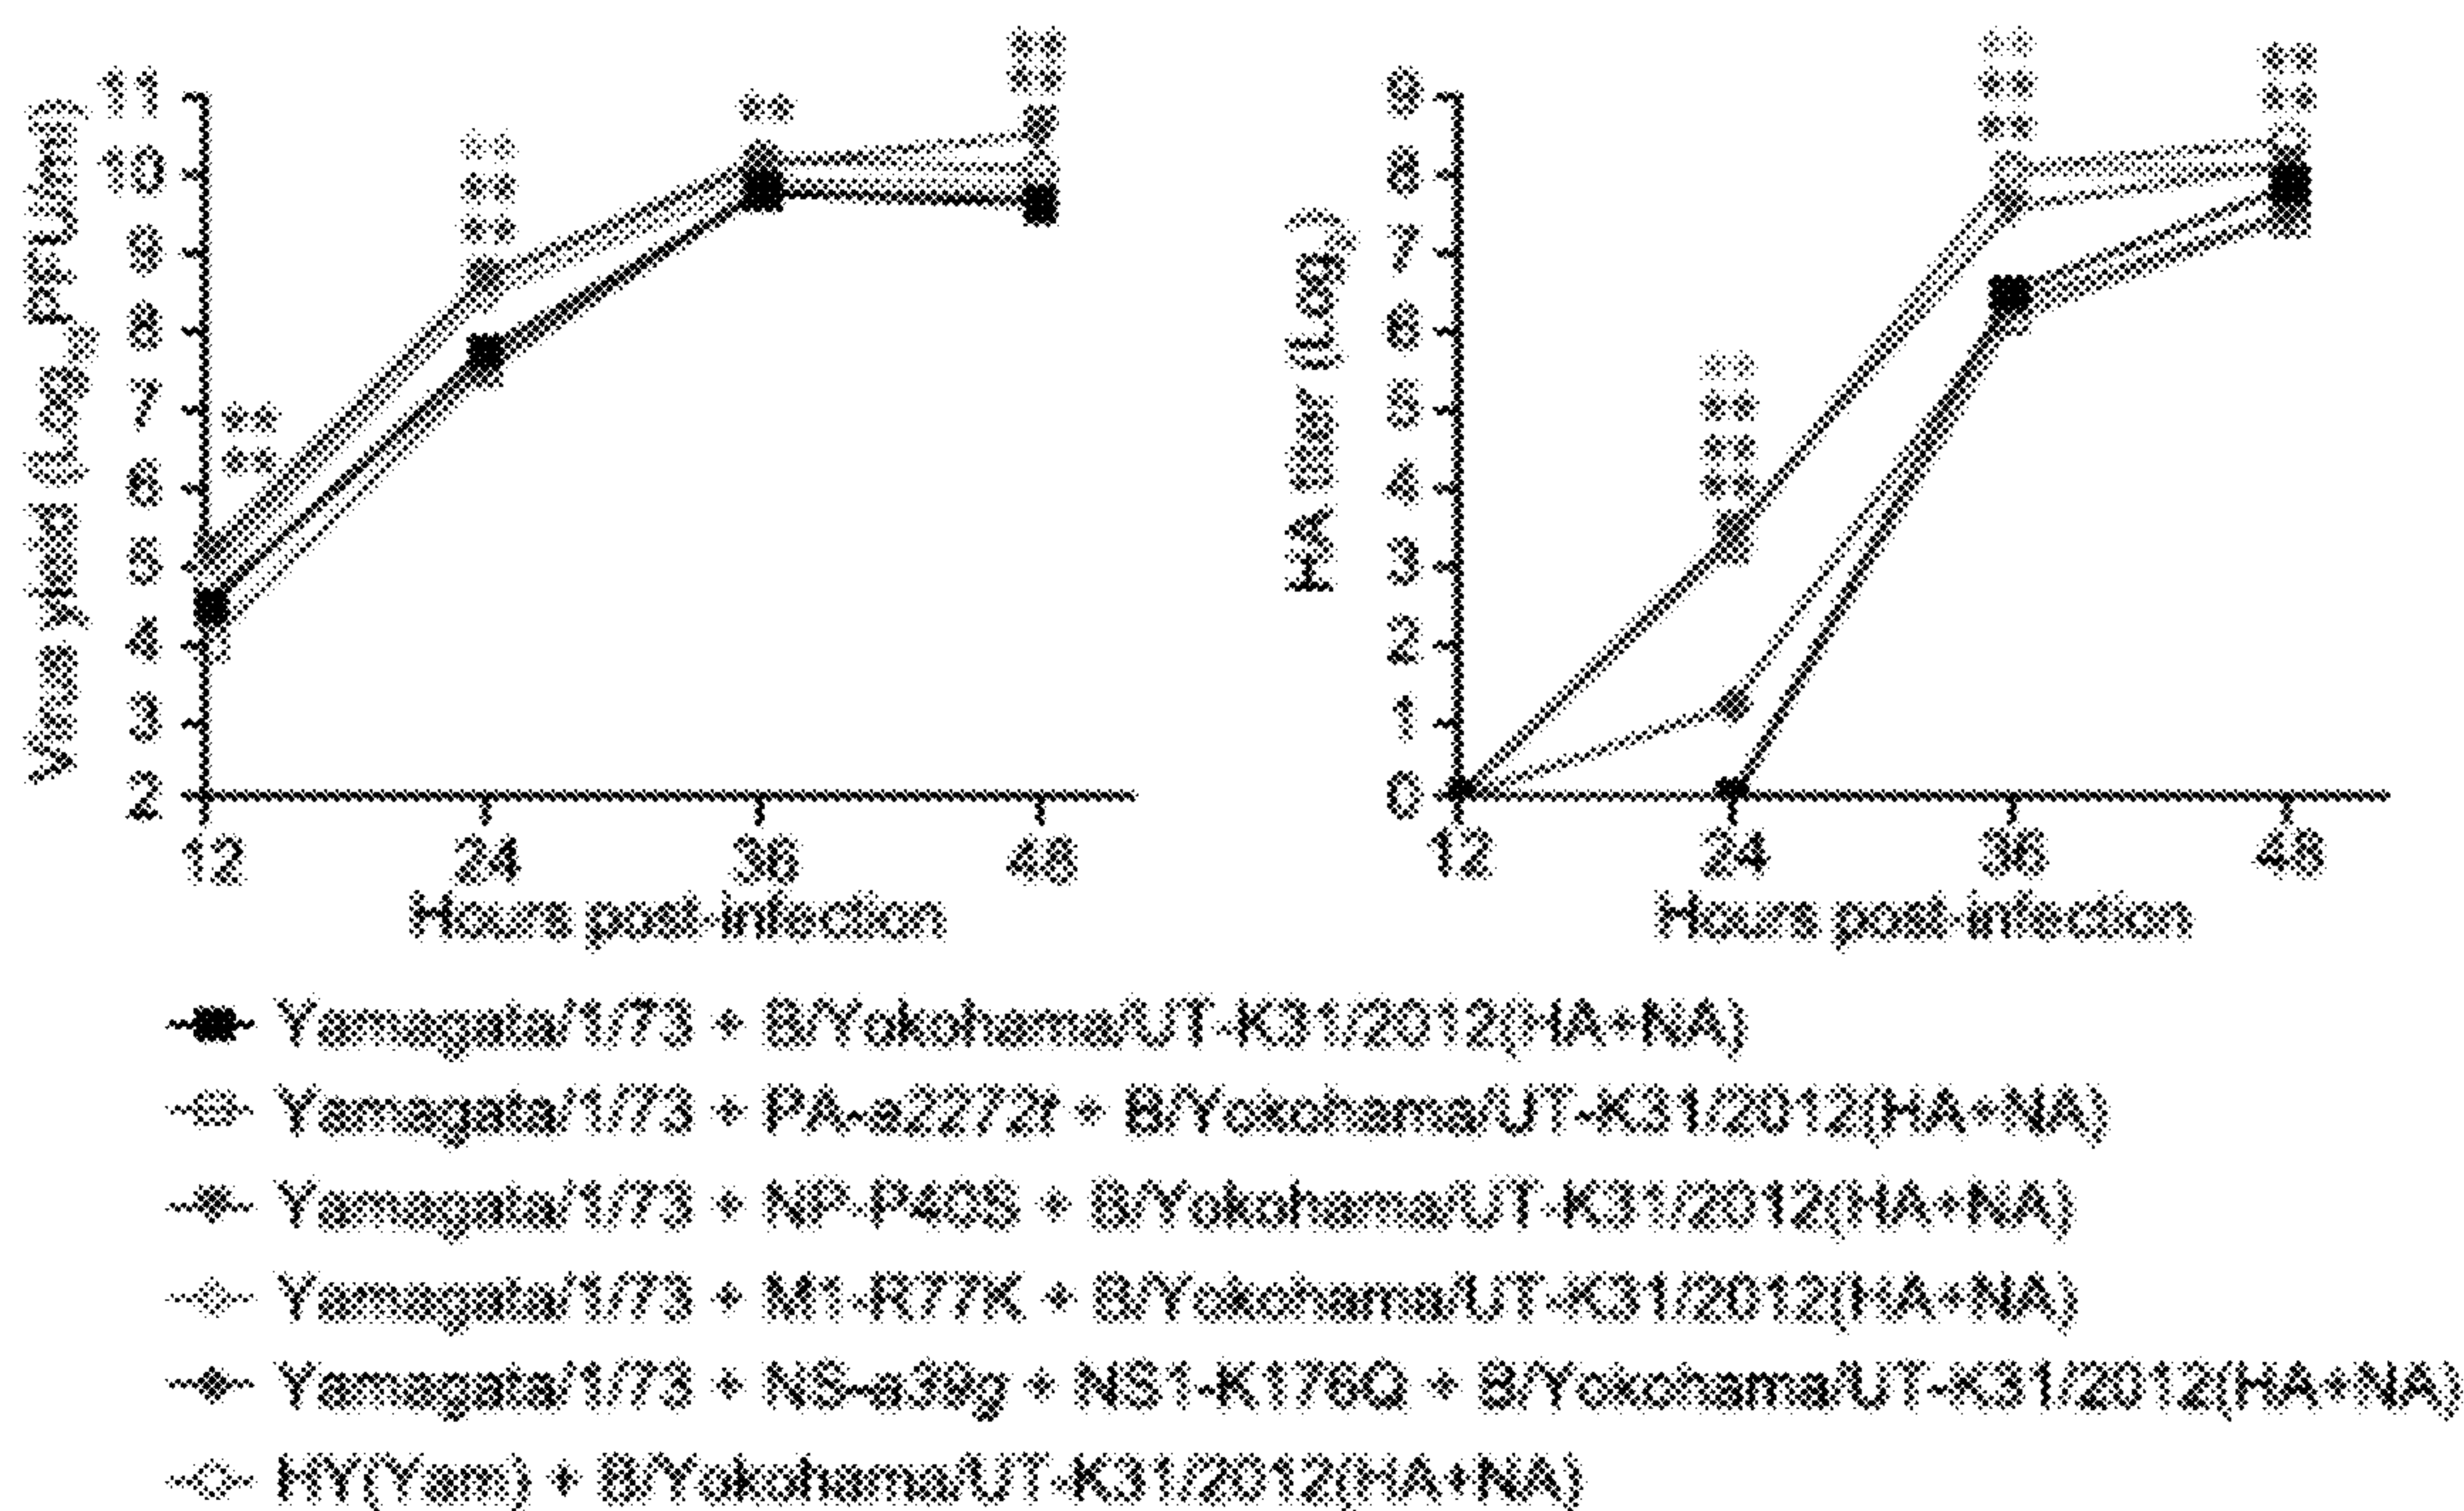 Virus yield (Log10 PFU/ml)
11
10
9
8
7
6
5
4
3
2
12 24 36 48
Hours post-infection
HA titer (Log2)
9
8
7
6
5
4
3
2
1
0
12 24 36 48
Hours post-infection
Yamagata/1/73 + B/Yokohama/UT-K31/2012(HA+NA)
Yamagata/1/73 + PA-a2272t + B/Yokohama/UT-K31/2012(HA+NA)
Yamagata/1/73 + NP-P40S + B/Yokohama/UT-K31/2012(HA+NA)
Yamagata/1/73 + M1-R77K + B/Yokohama/UT-K31/2012(HA+NA)
Yamagata/1/73 + NS-a39g + NS1-K176Q + B/Yokohama/UT-K31/2012(HA+NA)
HY(Yam) + B/Yokohama/UT-K31/2012(HA+NA)